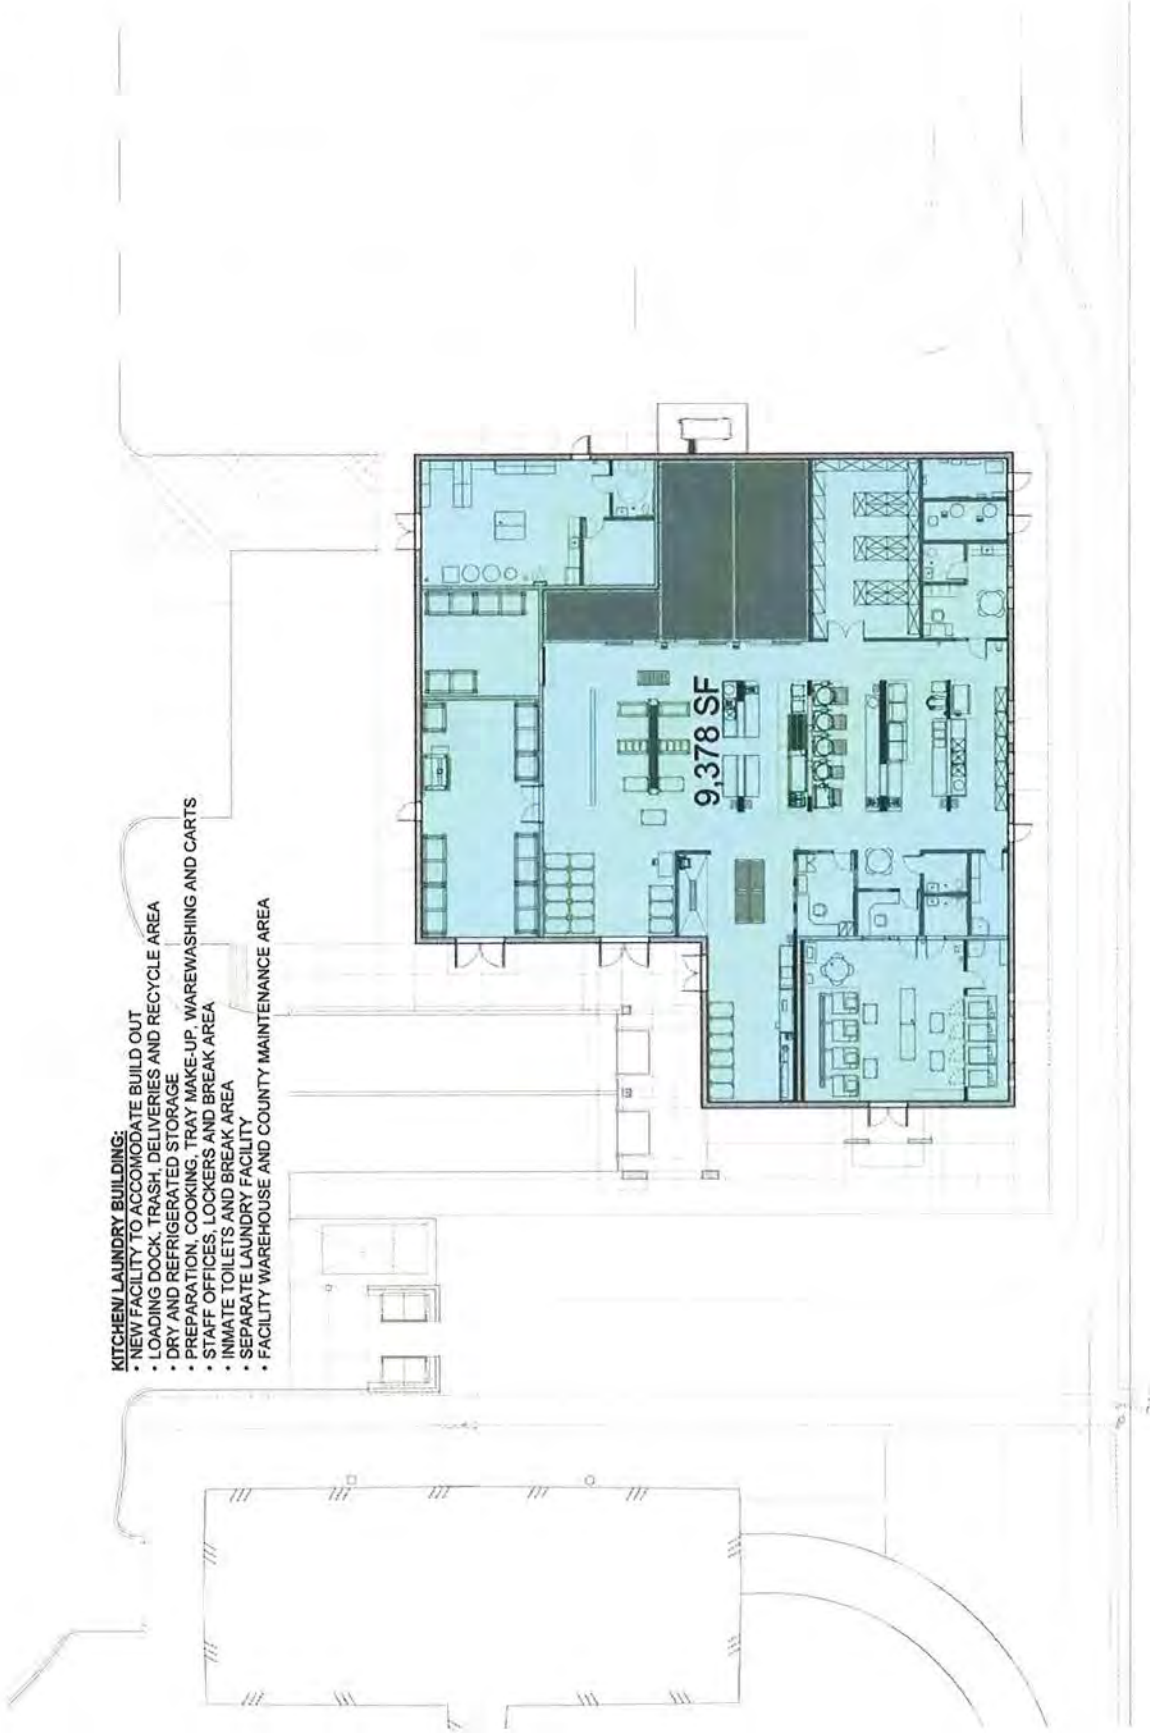 KITCHEN/ LAUNDRY BUILDING:
• NEW FACILITY TO ACCOMODATE BUILD OUT
• LOADING DOCK, TRASH, DELIVERIES AND RECYCLE AREA
• DRY AND REFRIGERATED STORAGE
• PREPARATION, COOKING, TRAY MAKE-UP, WAREWASHING AND CARTS
• STAFF OFFICES, LOCKERS AND BREAK AREA
• INMATE TOILETS AND BREAK AREA
• SEPARATE LAUNDRY FACILITY
• FACILITY WAREHOUSE AND COUNTY MAINTENANCE AREA
9,378 SF